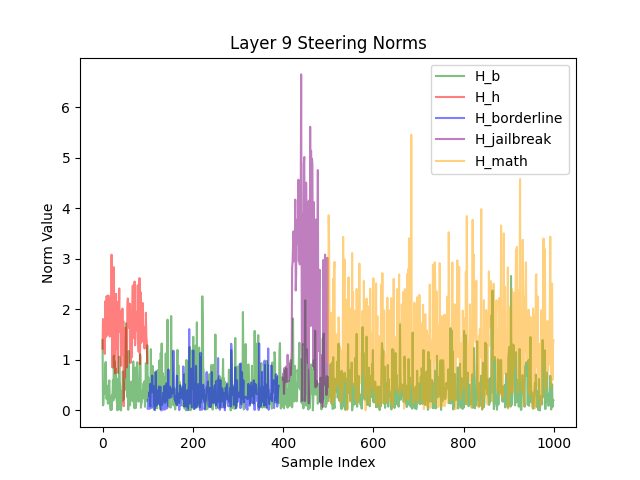 Layer 9 Steering Norms
H_b
H_h
H_borderline
H_jailbreak
H_math
Norm Value
6
5
4
3
2
1
0
0 200 400 600 800 1000
Sample Index